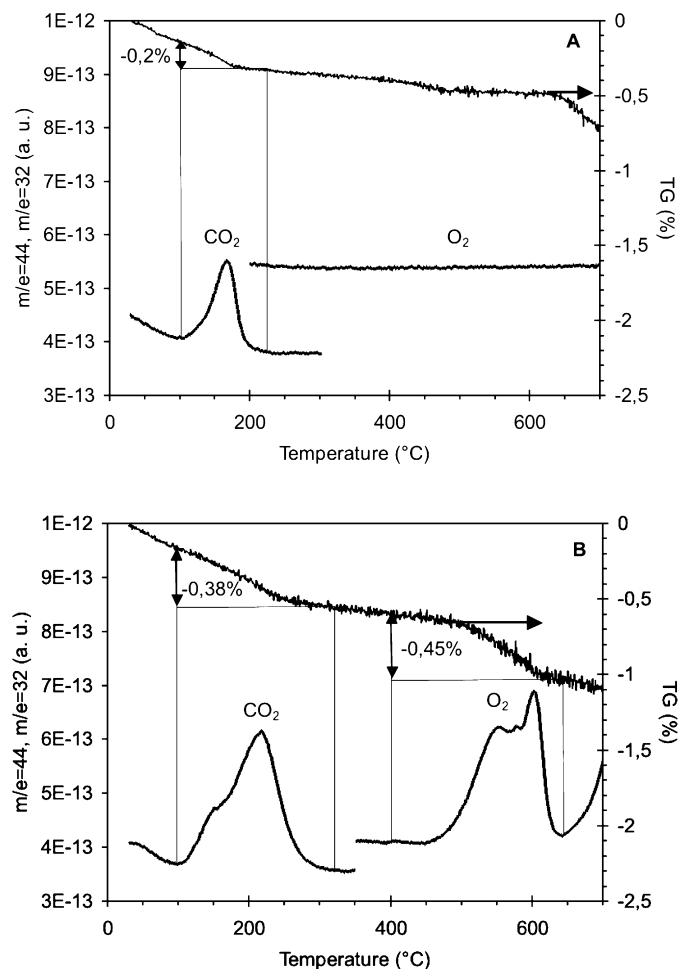 A
1E-12
9E-13
8E-13
7E-13
6E-13
5E-13
4E-13
3E-13
m/e=44, m/e=32 (a. u.)
-0,2%
CO2
O2
0
-0,5
-1
-1,5
-2
-2,5
TG (%)
0
200
400
600
Temperature (°C)
B
1E-12
9E-13
8E-13
7E-13
6E-13
5E-13
4E-13
3E-13
m/e=44, m/e=32 (a. u.)
-0,38%
-0,45%
CO2
O2
0
-0,5
-1
-1,5
-2
-2,5
TG (%)
0
200
400
600
Temperature (°C)